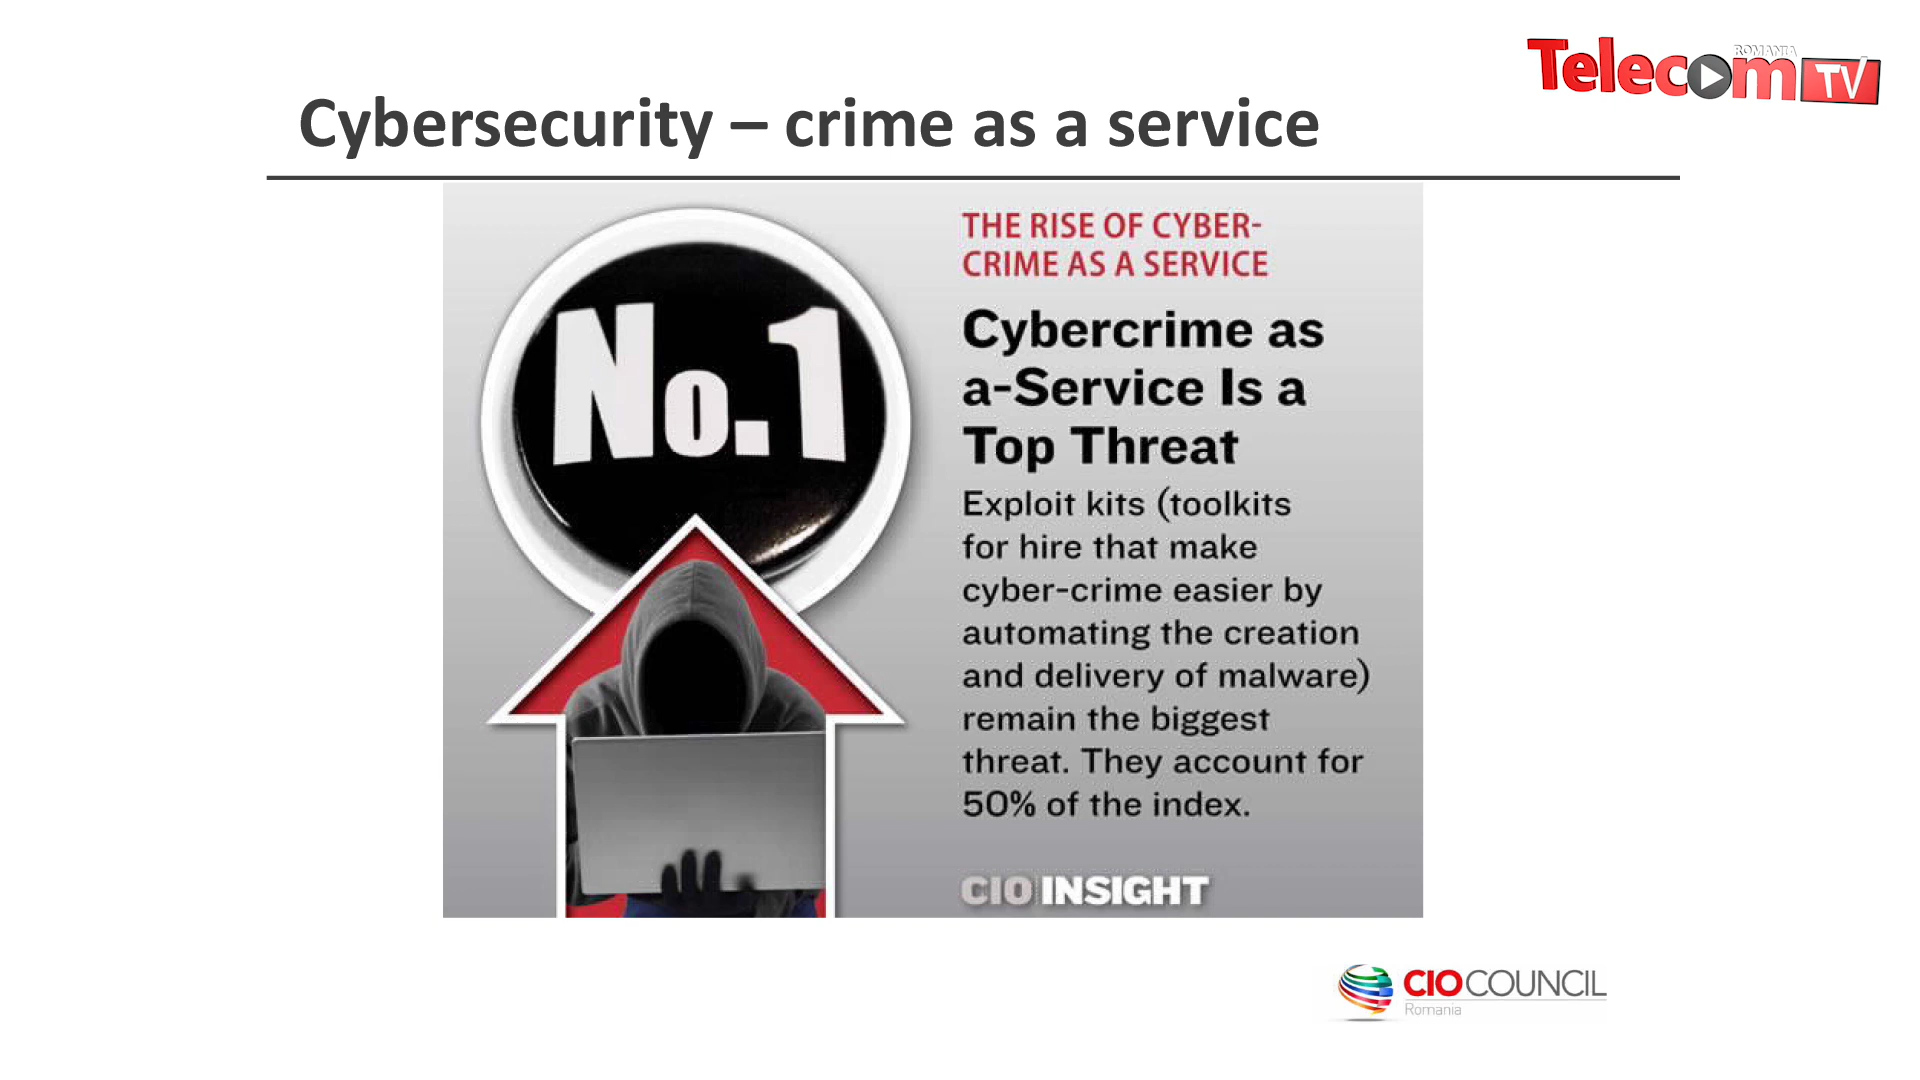 ROMANIA
TelecomTV
Cybersecurity – crime as a service
No.1
THE RISE OF CYBER-
CRIME AS A SERVICE
Cybercrime as
a-Service Is a
Top Threat
Exploit kits (toolkits
for hire that make
cyber-crime easier by
automating the creation
and delivery of malware)
remain the biggest
threat. They account for
50% of the index.
CIO INSIGHT
CIO COUNCIL
Romania